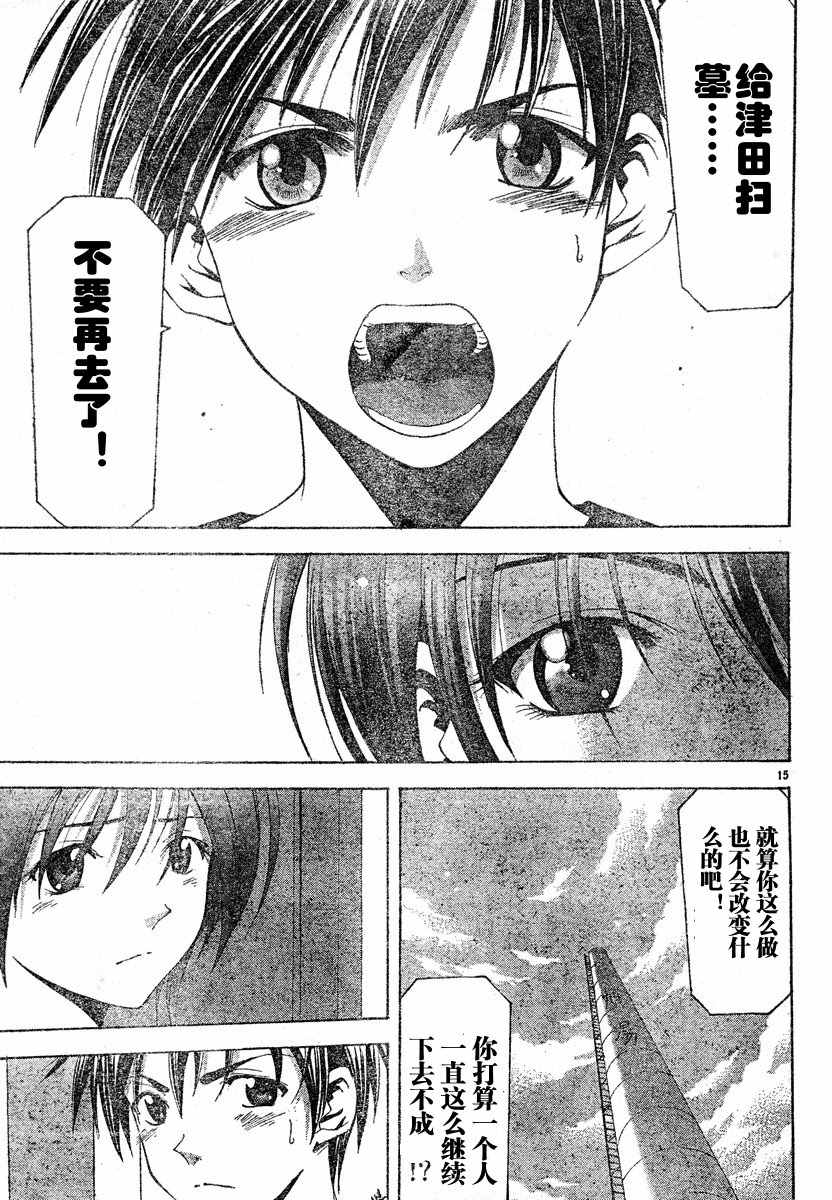 给津田扫
墓……
不要再去了！
15
就算你这么做
也不会改变什
么的吧！
你打算一个人
一直这么继续
下去不成！？
湯